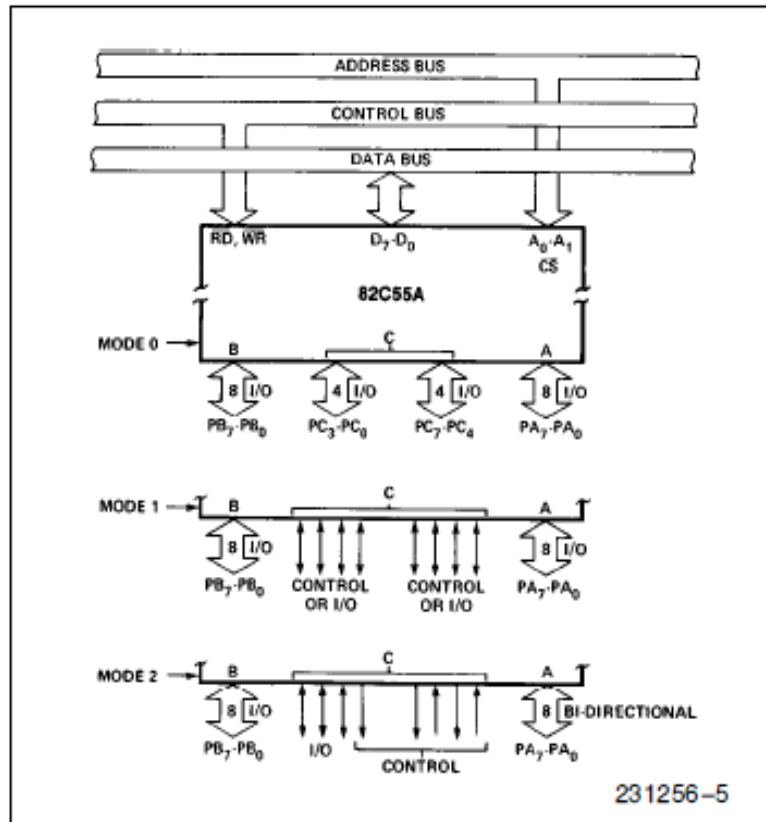 ADDRESS BUS
CONTROL BUS
DATA BUS
RD, WR D7-D0 A0-A1
CS
82C55A
MODE 0
B C A
8 I/O 4 I/O 4 I/O 8 I/O
PB7-PB0 PC3-PC0 PC7-PC4 PA7-PA0
MODE 1
B C A
8 I/O 8 I/O
PB7-PB0 CONTROL OR I/O CONTROL OR I/O PA7-PA0
MODE 2
B C A
8 I/O 8 BI-DIRECTIONAL
PB7-PB0 I/O CONTROL PA7-PA0
231256-5